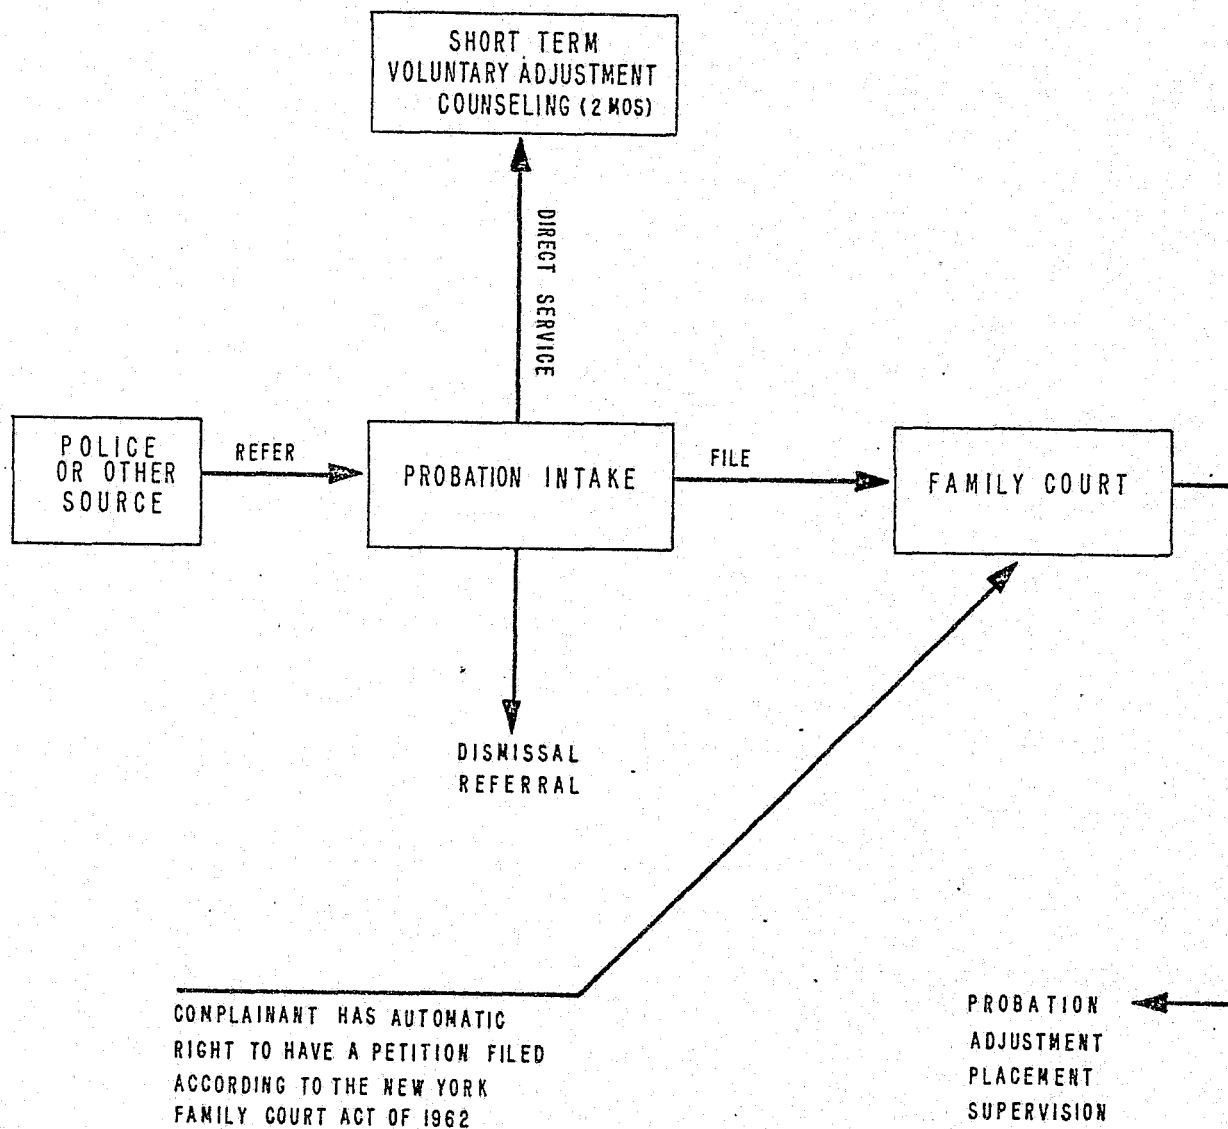 SHORT TERM
VOLUNTARY ADJUSTMENT
COUNSELING (2 MOS)
DIRECT SERVICE
POLICE
OR OTHER
SOURCE
REFER
PROBATION INTAKE
FILE
FAMILY COURT
DISMISSAL
REFERRAL
COMPLAINANT HAS AUTOMATIC
RIGHT TO HAVE A PETITION FILED
ACCORDING TO THE NEW YORK
FAMILY COURT ACT OF 1962
PROBATION
ADJUSTMENT
PLACEMENT
SUPERVISION